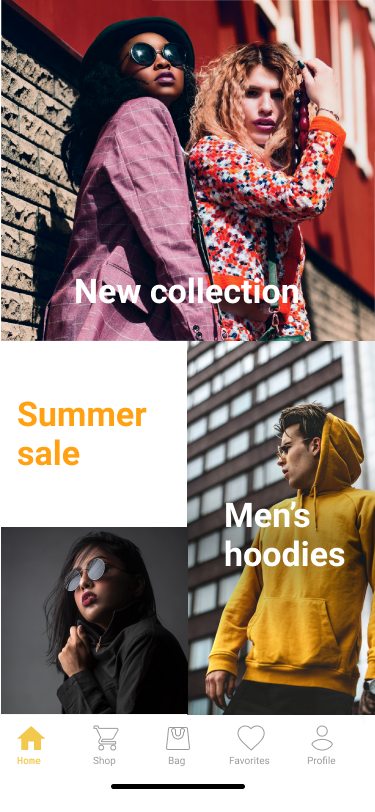 New collection
Summer
sale
Men's
hoodies
Home
Shop
Bag
Favorites
Profile